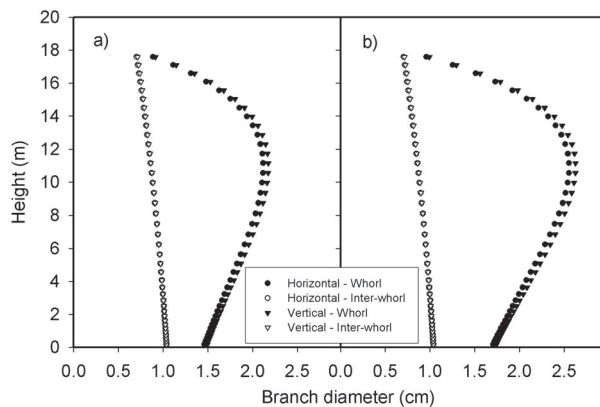 a)
b)
20
18
16
14
12
10
8
6
4
2
0
Height (m)
Horizontal - Whorl
Horizontal - Inter-whorl
Vertical - Whorl
Vertical - Inter-whorl
0.0 0.5 1.0 1.5 2.0 2.5 0.0 0.5 1.0 1.5 2.0 2.5
Branch diameter (cm)